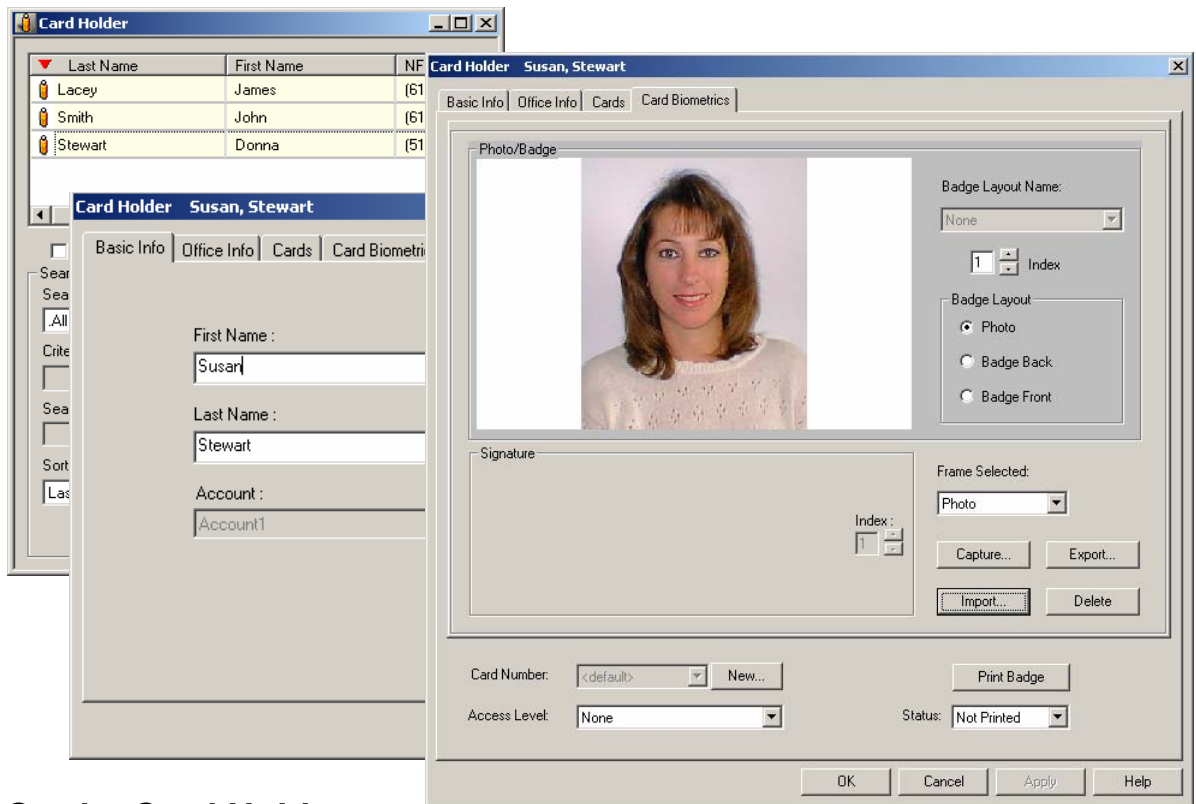 Card Holder
Last Name First Name NF
Lacey James (61
Smith John (61
Stewart Donna (51
Sear
Sea
.All
Crite
Sea
Sort
Las
Card Holder Susan, Stewart
Basic Info Office Info Cards Card Biometri
First Name :
Susan
Last Name :
Stewart
Account :
Account1
Card Holder Susan, Stewart
Basic Info Office Info Cards Card Biometrics
Photo/Badge
Badge Layout Name:
None
1 Index
Badge Layout
Photo
Badge Back
Badge Front
Signature
Index :
1
Frame Selected:
Photo
Capture... Export...
Import... Delete
Card Number: <default> New... Print Badge
Access Level: None Status: Not Printed
OK Cancel Apply Help